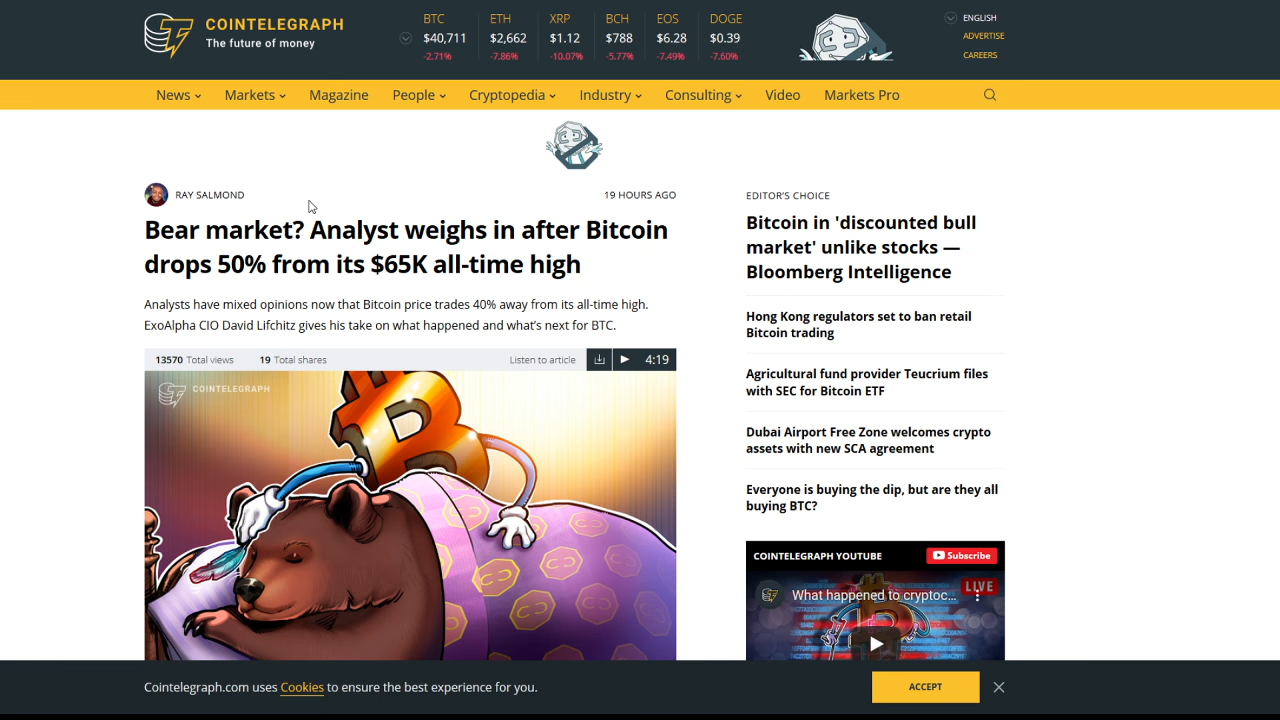 COINTELEGRAPH
The future of money
BTC ETH XRP BCH EOS DOGE
$40,711 $2,662 $1.12 $788 $6.28 $0.39
-2.71% -7.86% -10.07% -5.77% -7.49% -7.60%
ENGLISH
ADVERTISE
CAREERS
News Markets Magazine People Cryptopedia Industry Consulting Video Markets Pro
RAY SALMOND 19 HOURS AGO
Bear market? Analyst weighs in after Bitcoin
drops 50% from its $65K all-time high
Analysts have mixed opinions now that Bitcoin price trades 40% away from its all-time high.
ExoAlpha CIO David Lifchitz gives his take on what happened and what's next for BTC.
13570 Total views 19 Total shares Listen to article 4:19
COINTELEGRAPH
EDITOR'S CHOICE
Bitcoin in 'discounted bull
market' unlike stocks —
Bloomberg Intelligence
Hong Kong regulators set to ban retail
Bitcoin trading
Agricultural fund provider Teucrium files
with SEC for Bitcoin ETF
Dubai Airport Free Zone welcomes crypto
assets with new SCA agreement
Everyone is buying the dip, but are they all
buying BTC?
COINTELEGRAPH YOUTUBE Subscribe
What happened to cryptoc...
LIVE
Cointelegraph.com uses Cookies to ensure the best experience for you.
ACCEPT